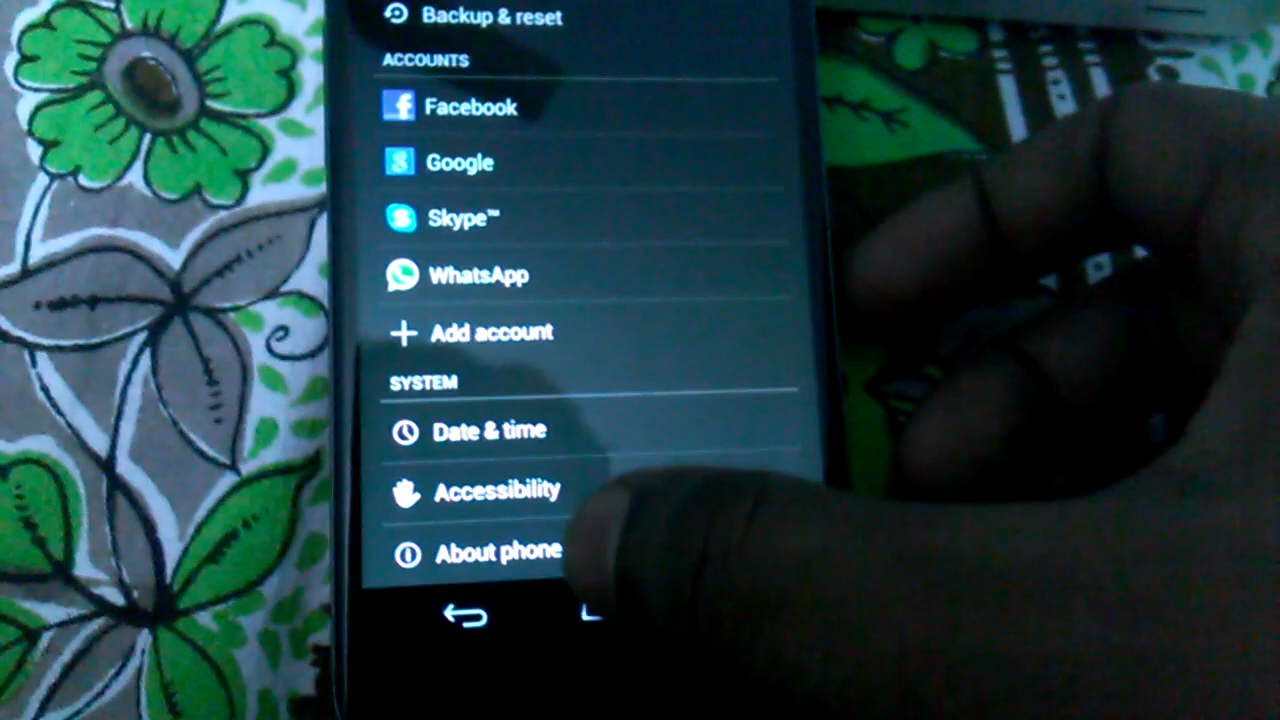 Backup & reset
ACCOUNTS
Facebook
Google
Skype™
WhatsApp
Add account
SYSTEM
Date & time
Accessibility
About phone